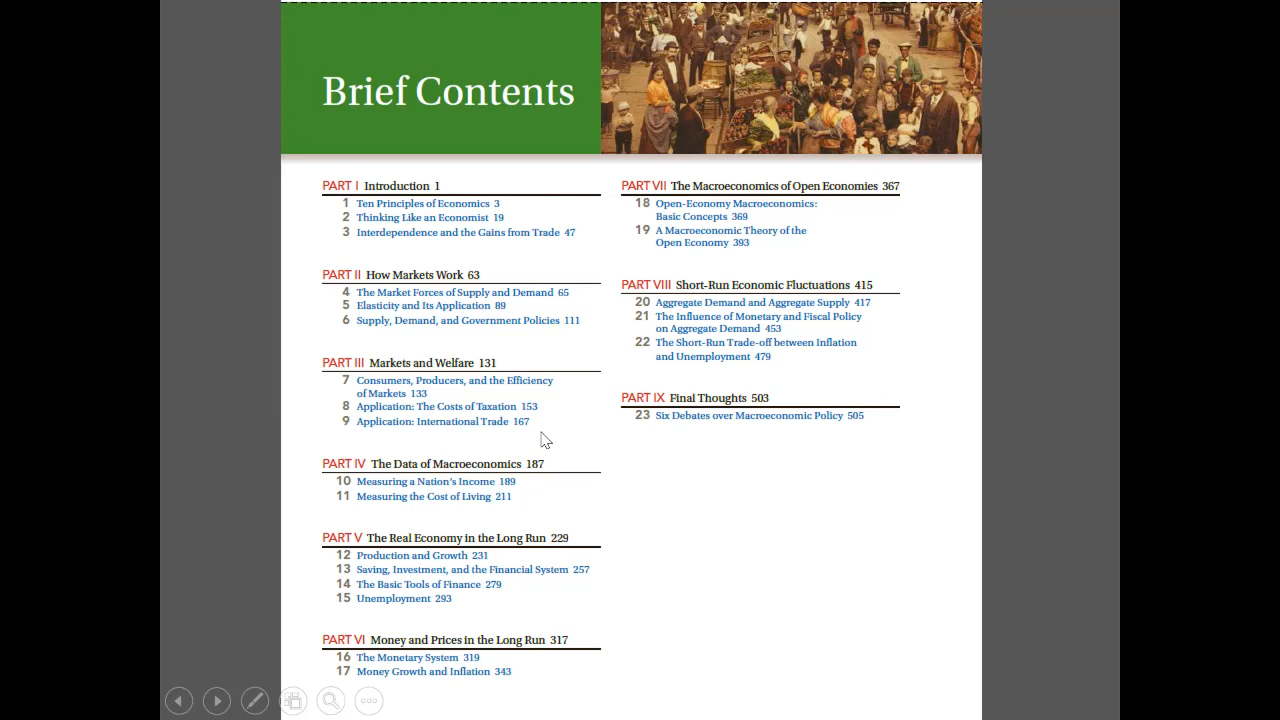 Brief Contents
PART I Introduction 1
1 Ten Principles of Economics 3
2 Thinking Like an Economist 19
3 Interdependence and the Gains from Trade 47
PART II How Markets Work 63
4 The Market Forces of Supply and Demand 65
5 Elasticity and Its Application 89
6 Supply, Demand, and Government Policies 111
PART III Markets and Welfare 131
7 Consumers, Producers, and the Efficiency
of Markets 133
8 Application: The Costs of Taxation 153
9 Application: International Trade 167
PART IV The Data of Macroeconomics 187
10 Measuring a Nation's Income 189
11 Measuring the Cost of Living 211
PART V The Real Economy in the Long Run 229
12 Production and Growth 231
13 Saving, Investment, and the Financial System 257
14 The Basic Tools of Finance 279
15 Unemployment 293
PART VI Money and Prices in the Long Run 317
16 The Monetary System 319
17 Money Growth and Inflation 343
PART VII The Macroeconomics of Open Economies 367
18 Open-Economy Macroeconomics:
Basic Concepts 369
19 A Macroeconomic Theory of the
Open Economy 393
PART VIII Short-Run Economic Fluctuations 415
20 Aggregate Demand and Aggregate Supply 417
21 The Influence of Monetary and Fiscal Policy
on Aggregate Demand 453
22 The Short-Run Trade-off between Inflation
and Unemployment 479
PART IX Final Thoughts 503
23 Six Debates over Macroeconomic Policy 505